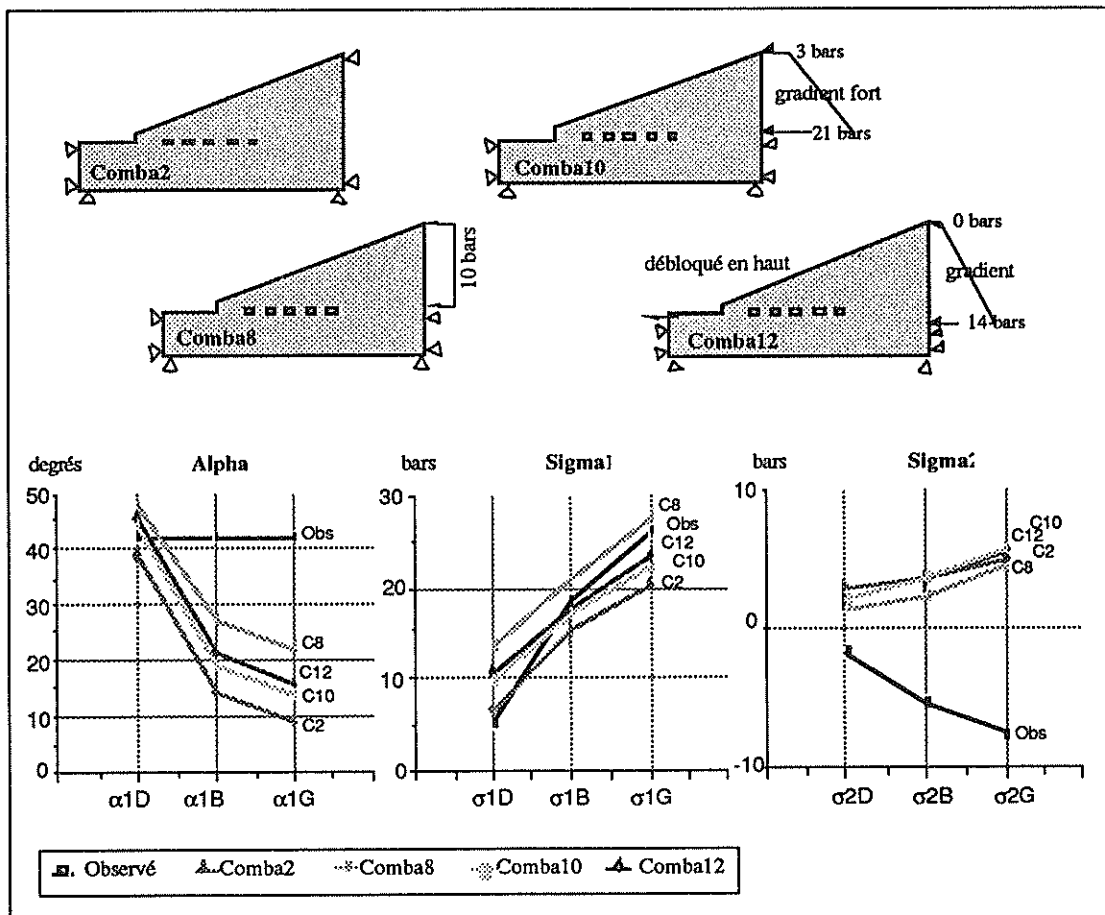 3 bars
gradient fort
21 bars
Comba2
Comba10
10 bars
0 bars
débloqué en haut
gradient
14 bars
Comba8
Comba12
degrés
Alpha
50
40
30
20
10
0
Obs
C8
C12
C10
C2
α1D
α1B
α1G
bars
Sigma1
30
20
10
0
C8
Obs
C12
C10
C2
σ1D
σ1B
σ1G
bars
Sigma2
10
0
-10
C10
C12
C2
C8
Obs
σ2D
σ2B
σ2G
Observé
Comba2
Comba8
Comba10
Comba12